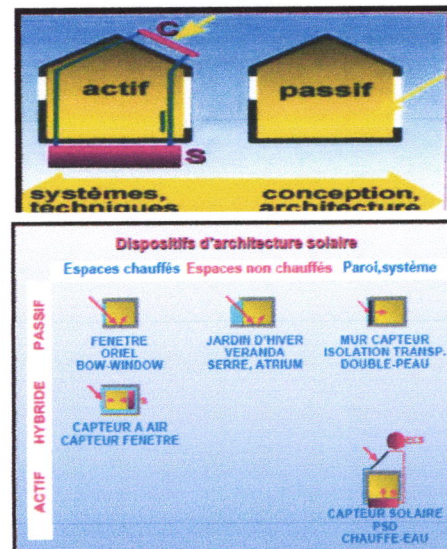 C
actif
passif
S
systèmes,
techniques
conception,
architecture
Dispositifs d'architecture solaire
Espaces chauffés
Espaces non chauffés
Paroi,système
PASSIF
FENETRE
ORIEL
BOW-WINDOW
JARDIN D'HIVER
VERANDA
SERRE, ATRIUM
MUR CAPTEUR
ISOLATION TRANSP.
DOUBLE-PEAU
HYBRIDE
s
CAPTEUR A AIR
CAPTEUR FENETRE
ACTIF
ecs
CAPTEUR SOLAIRE
PSD
CHAUFFE-EAU